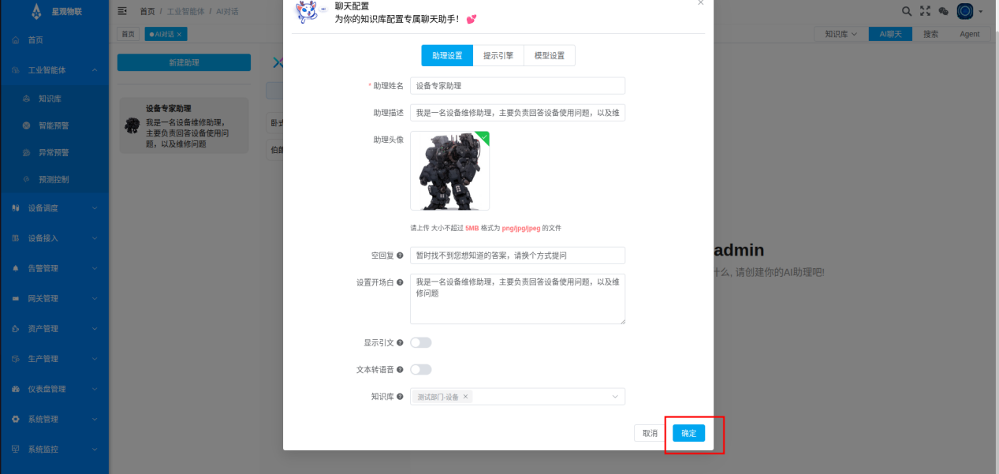 星观物联
首页 / 工业智能体 / AI对话
首页
AI对话 ×
知识库
AI聊天
搜索
Agent
首页
工业智能体
知识库
智能预警
异常预警
预测控制
设备调度
设备接入
告警管理
网关管理
资产管理
生产管理
仪表盘管理
系统管理
系统监控
新建助理
设备专家助理
我是一名设备维修助理，
主要负责回答设备使用问
题，以及维修问题
卧式
伯朗
聊天配置
为你的知识库配置专属聊天助手！
助理设置
提示引擎
模型设置
* 助理姓名
设备专家助理
助理描述
我是一名设备维修助理，主要负责回答设备使用问题，以及维
助理头像
请上传 大小不超过 5MB 格式为 png/jpg/jpeg 的文件
空回复
暂时找不到您想知道的答案，请换个方式提问
设置开场白
我是一名设备维修助理，主要负责回答设备使用问题，以及维
修问题
显示引文
文本转语音
知识库
测试部门-设备 ×
取消
确定
admin
什么, 请创建你的AI助理吧!